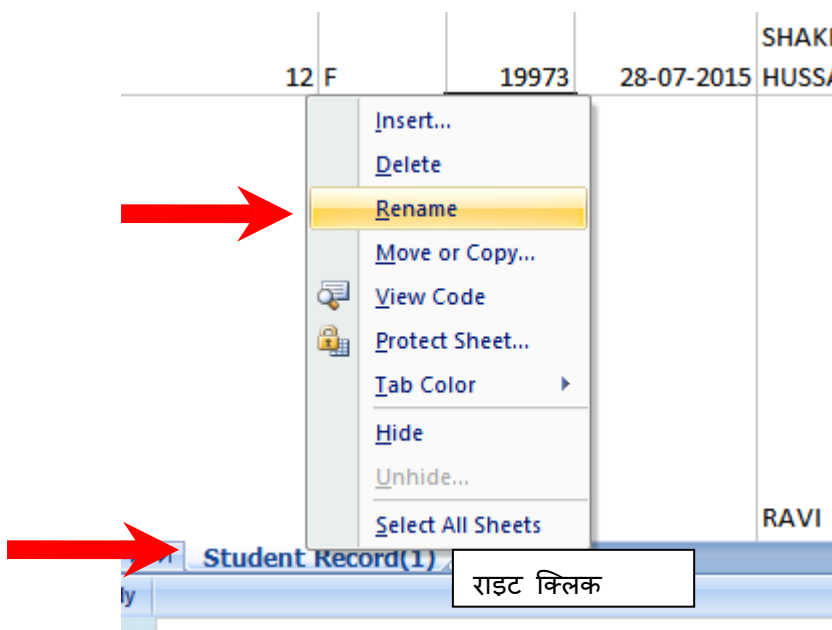 SHAK
12 F 19973 28-07-2015 HUSSA
Insert...
Delete
Rename
Move or Copy...
View Code
Protect Sheet...
Tab Color
Hide
Unhide...
Select All Sheets
RAVI
Student Record(1)
राइट क्लिक